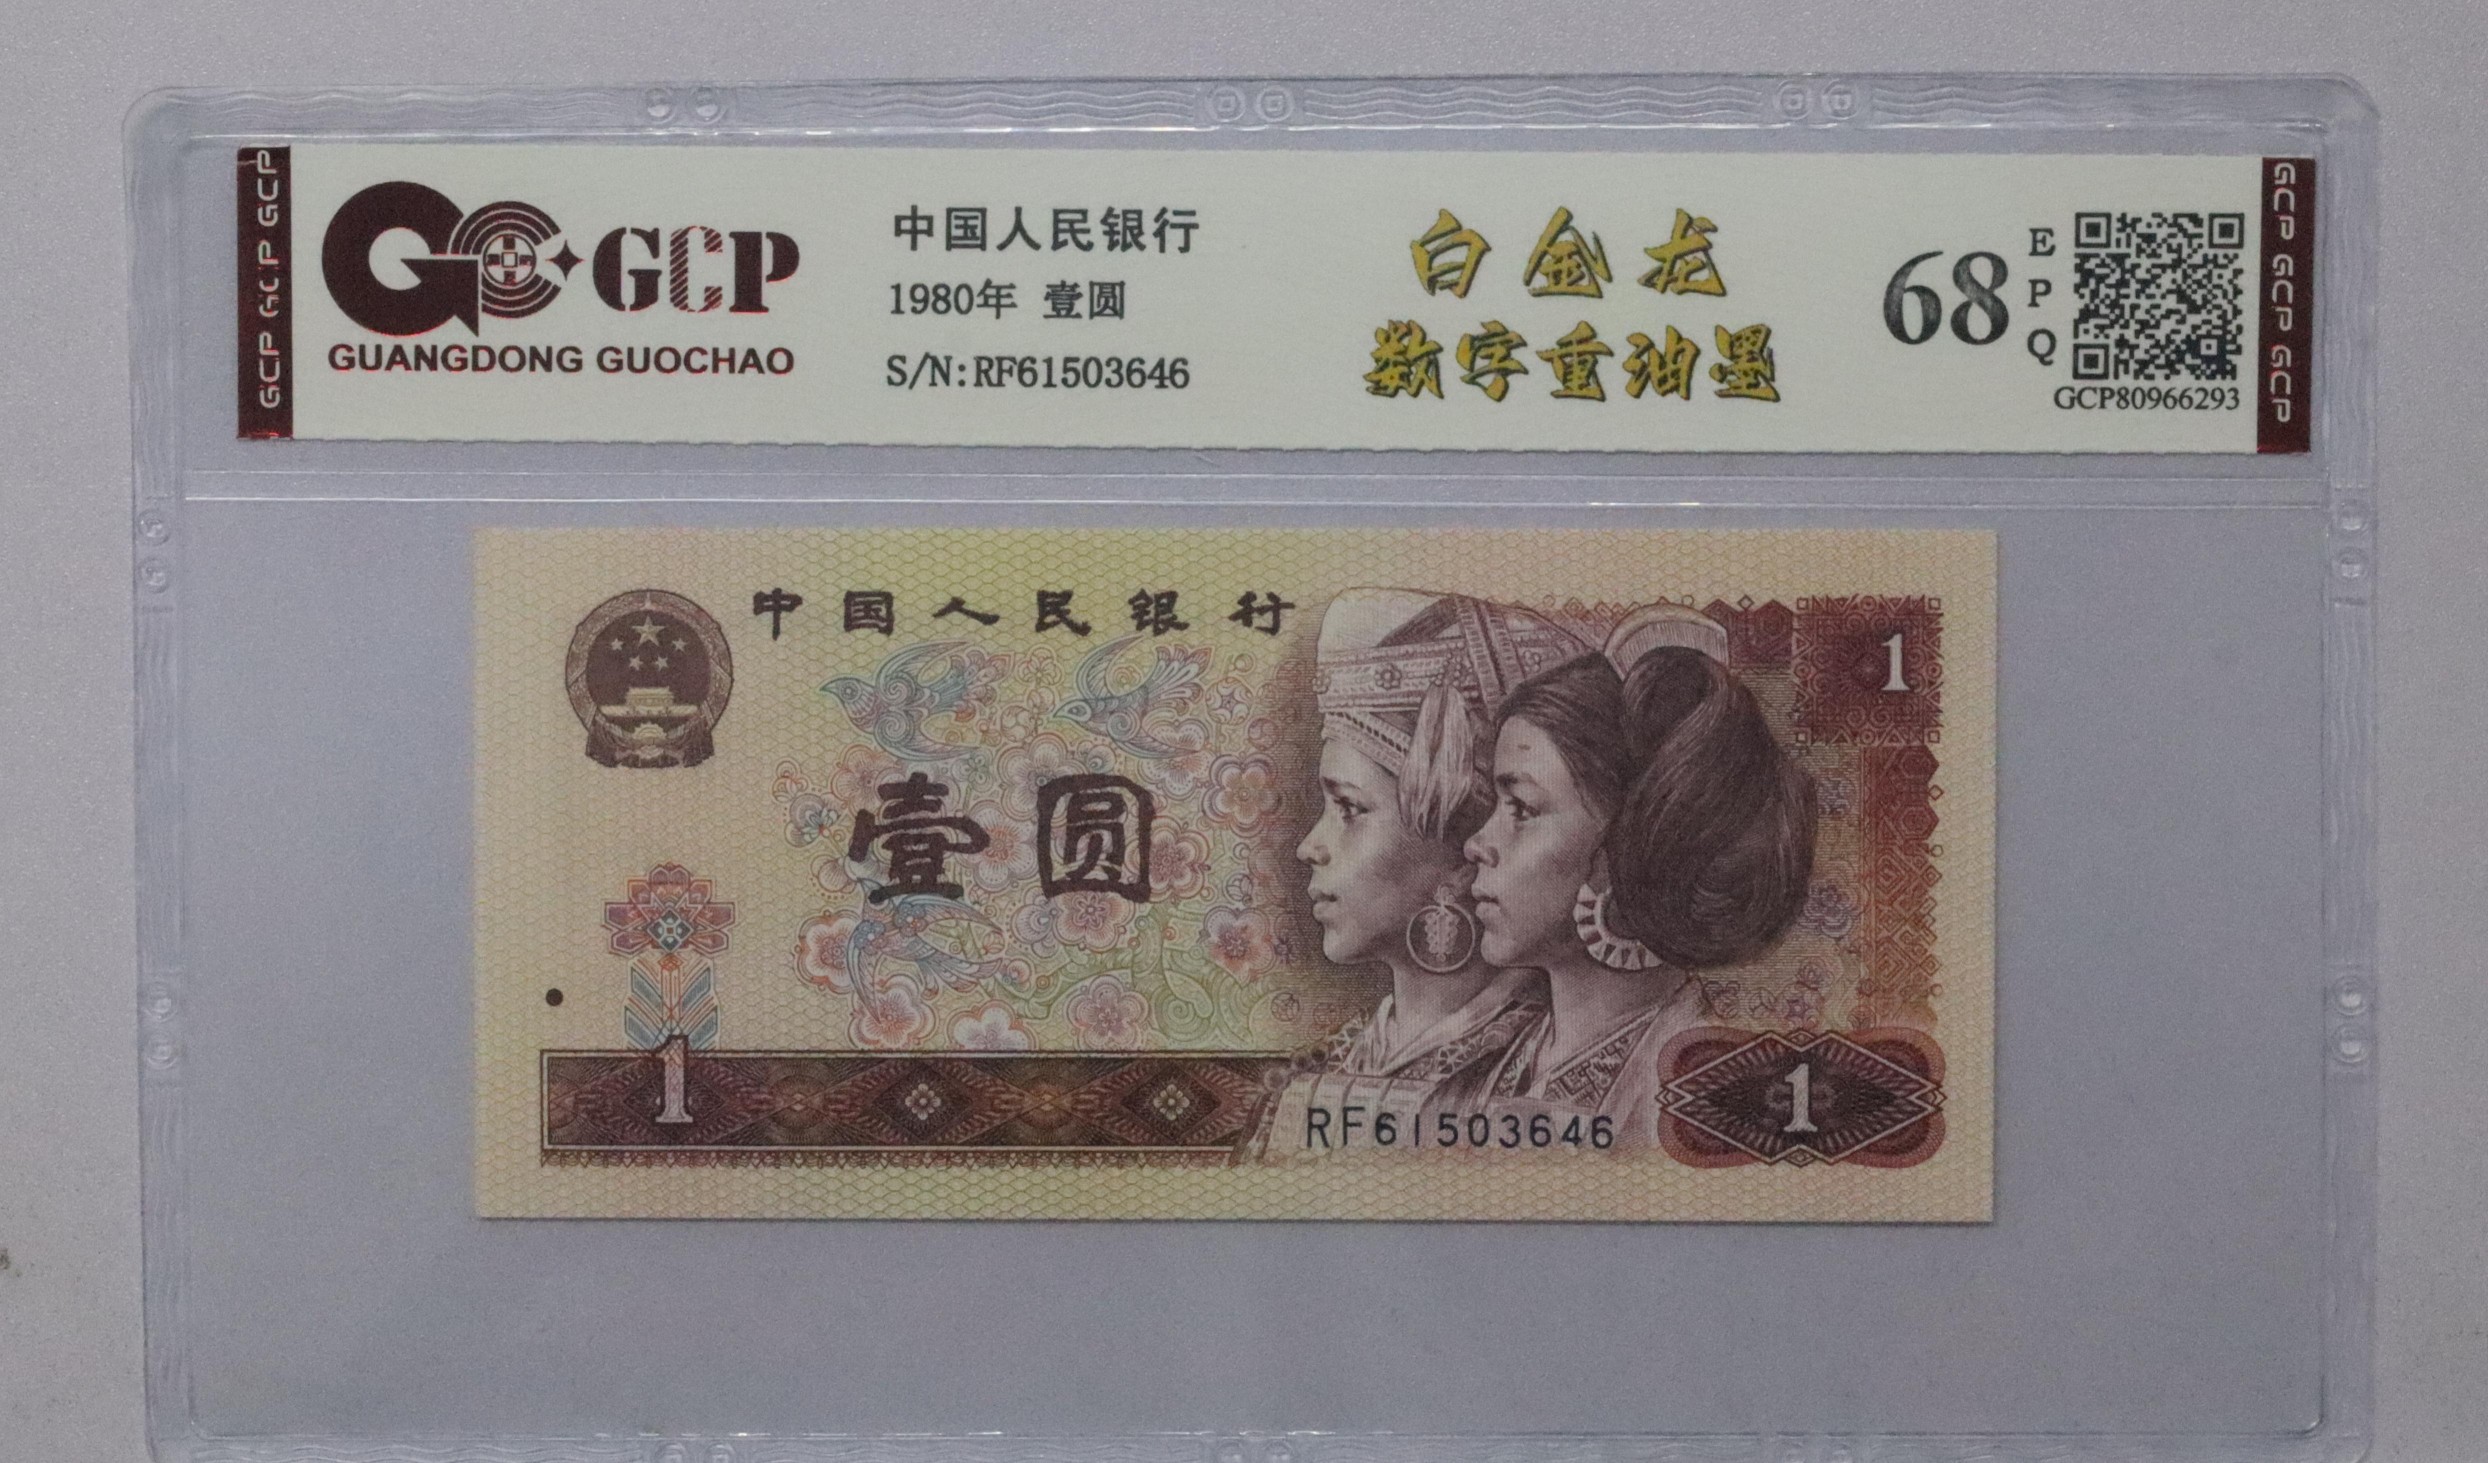 GCP GCP GCP
GCP
GUANGDONG GUOCHAO
中国人民银行
1980年 壹圆
S/N:RF61503646
白金龙
数字重油墨
68
EPQ
GCP80966293
GCP GCP GCP
中国人民银行
1
壹圆
1
RF61503646
1